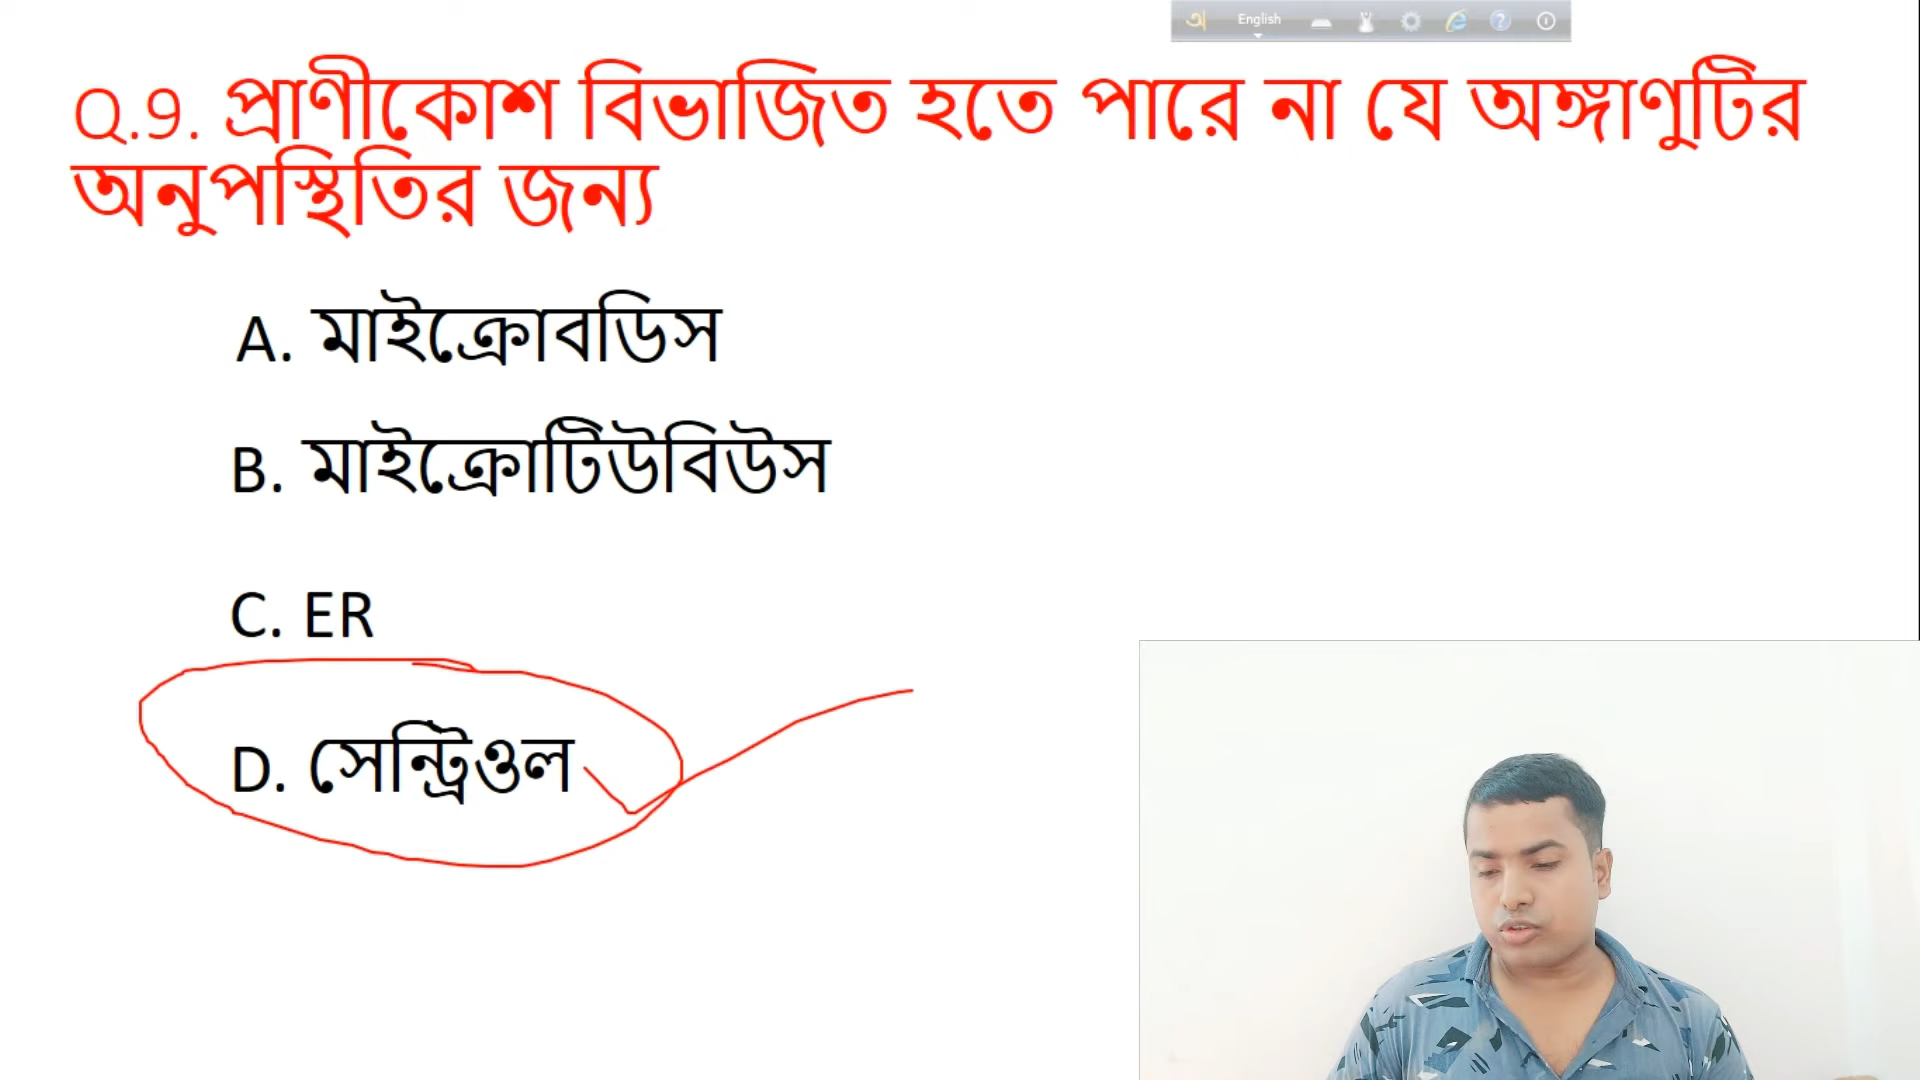 অ English
Q.9. প্রাণীকোশ বিভাজিত হতে পারে না যে অঙ্গাণুটির
অনুপস্থিতির জন্য
A. মাইক্রোবডিস
B. মাইক্রোটিউবিউস
C. ER
D. সেন্ট্রিওল